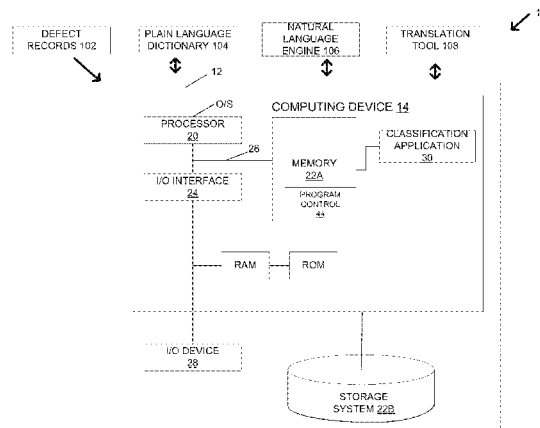 DEFECT
RECORDS 102
PLAIN LANGUAGE
DICTIONARY 104
NATURAL
LANGUAGE
ENGINE 106
TRANSLATION
TOOL 108
1
12
O/S
COMPUTING DEVICE 14
PROCESSOR
20
26
MEMORY
22A
CLASSIFICATION
APPLICATION
30
I/O INTERFACE
24
PROGRAM
CONTROL
44
RAM
ROM
I/O DEVICE
28
STORAGE
SYSTEM 22B